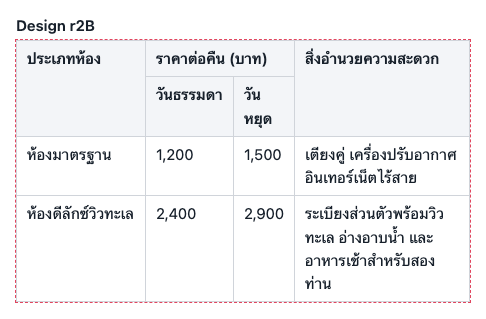 Design r2B
ประเภทห้อง ราคาต่อคืน (บาท) สิ่งอำนวยความสะดวก
วันธรรมดา วัน
หยุด
ห้องมาตรฐาน 1,200 1,500 เตียงคู่ เครื่องปรับอากาศ
อินเทอร์เน็ตไร้สาย
ห้องดีลักซ์วิวทะเล 2,400 2,900 ระเบียงส่วนตัวพร้อมวิว
ทะเล อ่างอาบน้ำ และ
อาหารเช้าสำหรับสอง
ท่าน